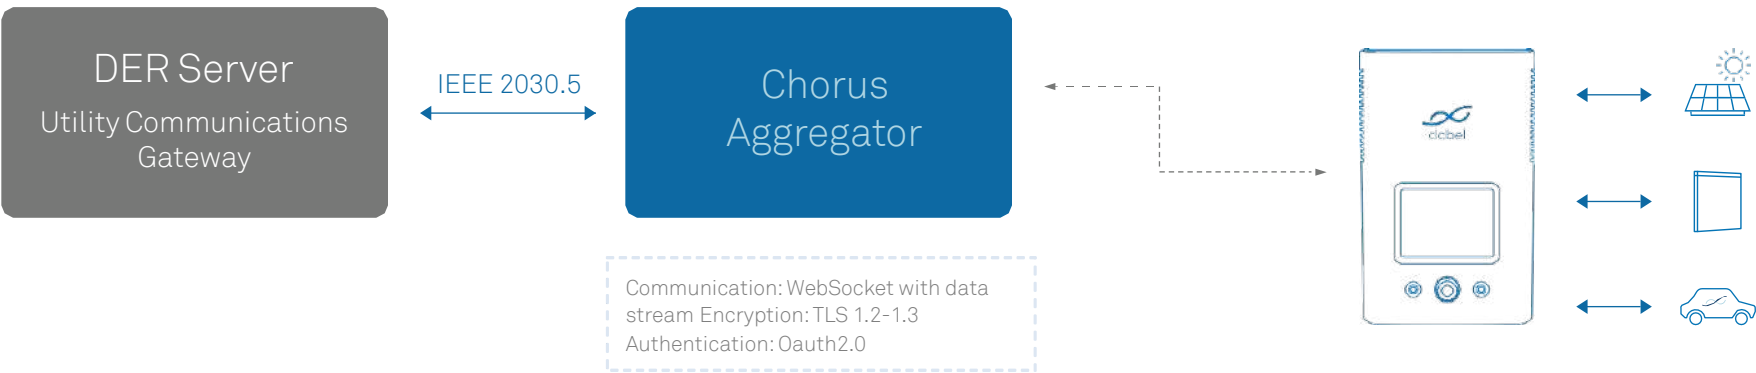 DER Server
Utility Communications
Gateway
IEEE 2030.5
Chorus
Aggregator
dcbel
Communication: WebSocket with data
stream Encryption: TLS 1.2-1.3
Authentication: Oauth2.0